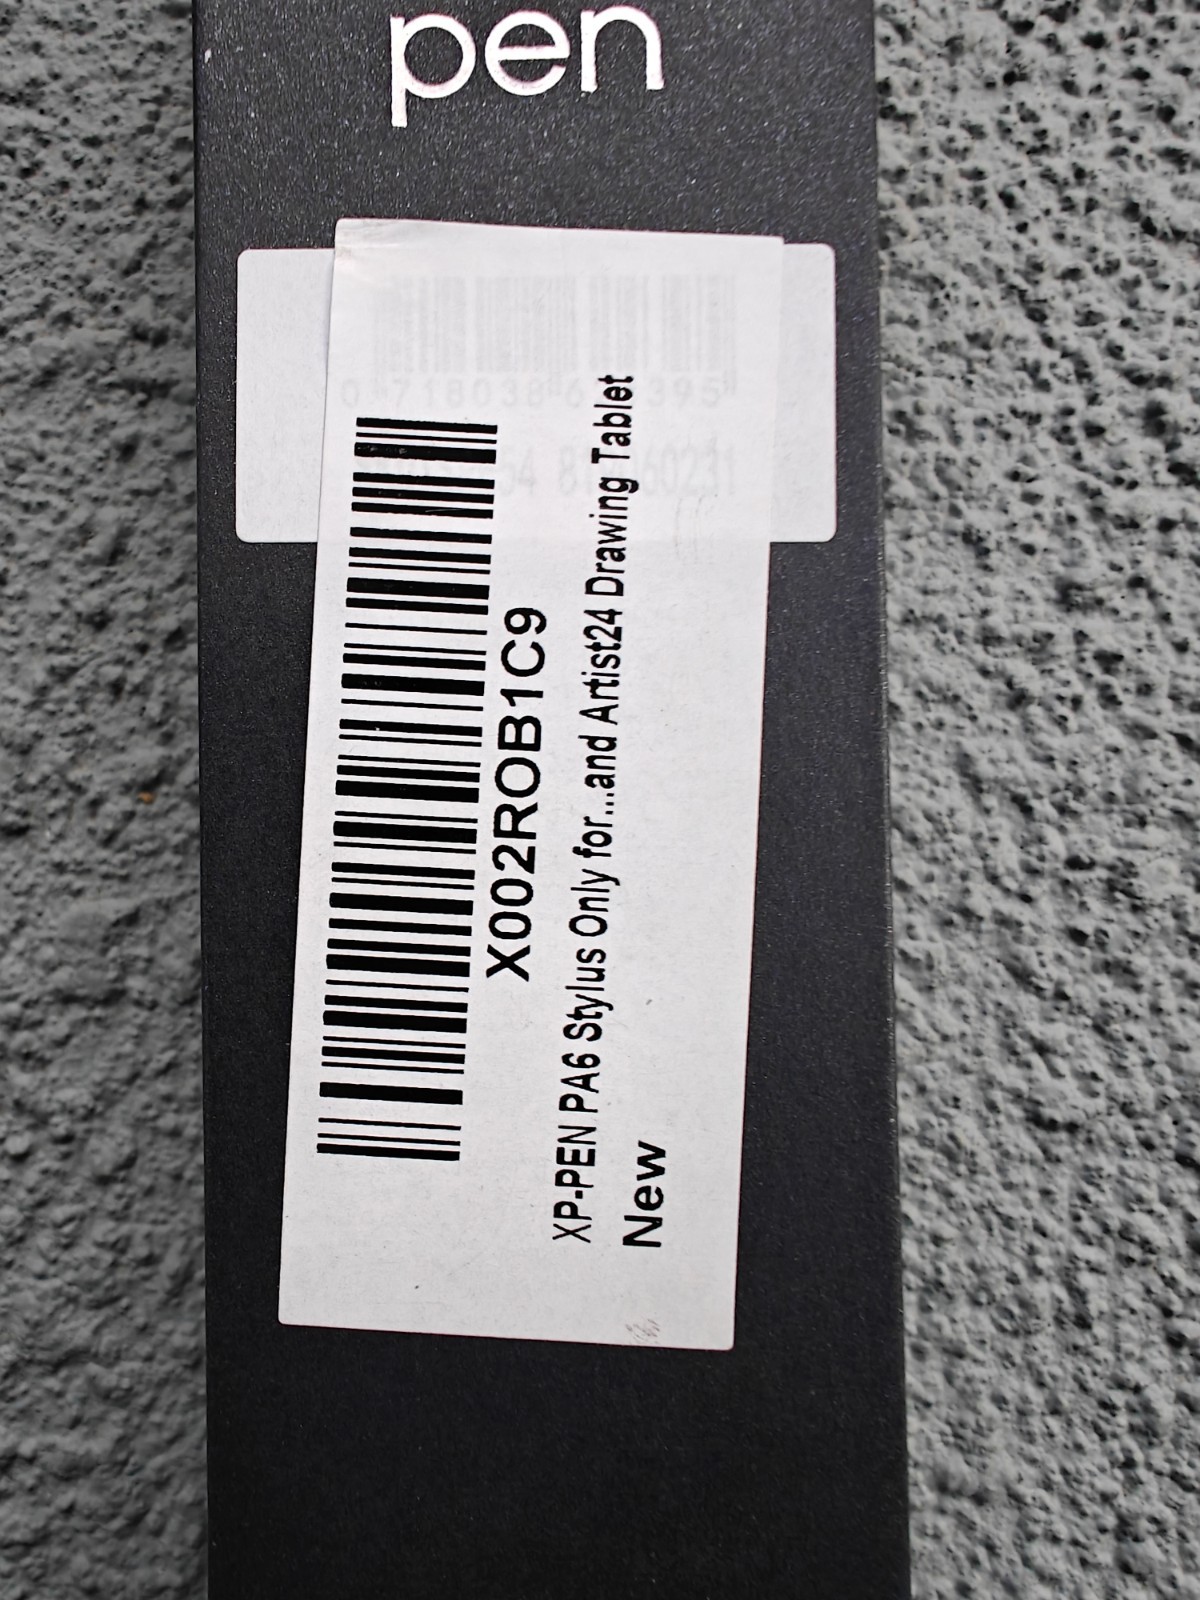 pen
X002ROB1C9
XP-PEN PA6 Stylus Only for...and Artist24 Drawing Tablet
New